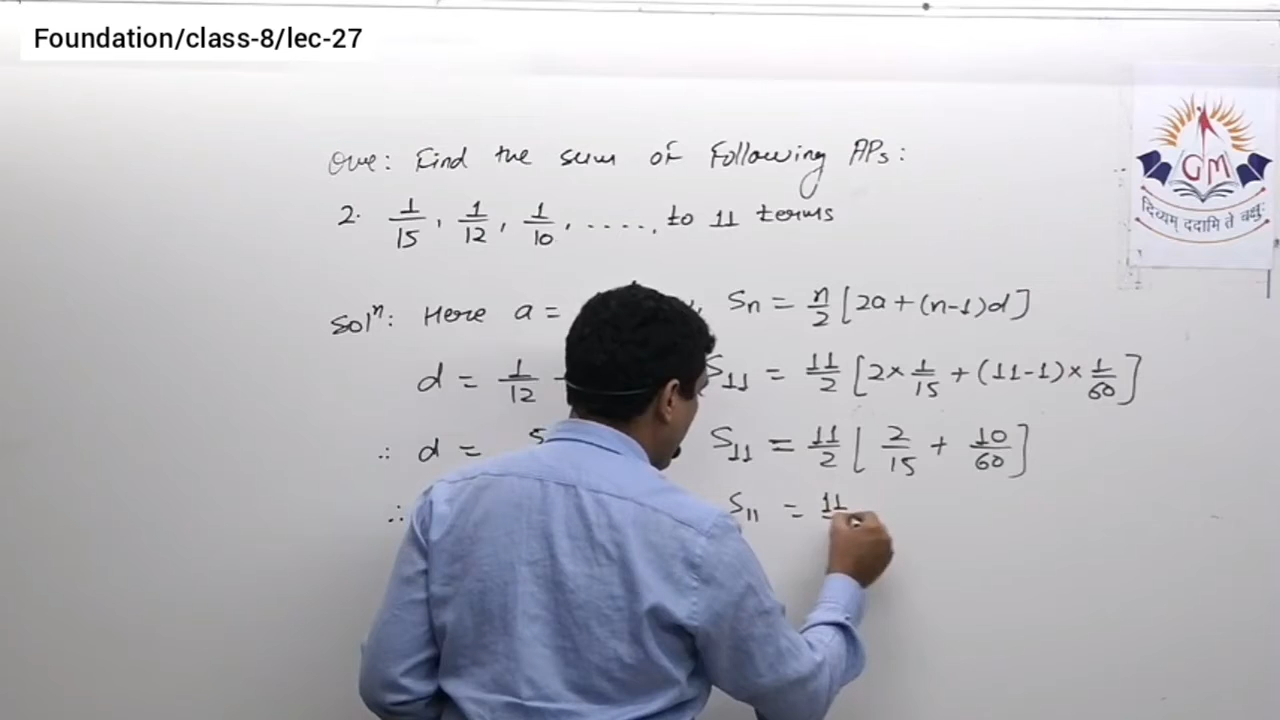 Foundation/class-8/lec-27
GM
दिव्यम् ददामि ते चक्षुः
Que: Find the sum of Following APs:
2. 1/15, 1/12, 1/10, ....., to 11 terms
Solⁿ: Here a = Sn = n/2 [2a + (n-1)d]
d = 1/12 - S11 = 11/2 [2 × 1/15 + (11-1) × 1/60]
∴ d = 5 S11 = 11/2 [2/15 + 10/60]
∴ S11 = 11